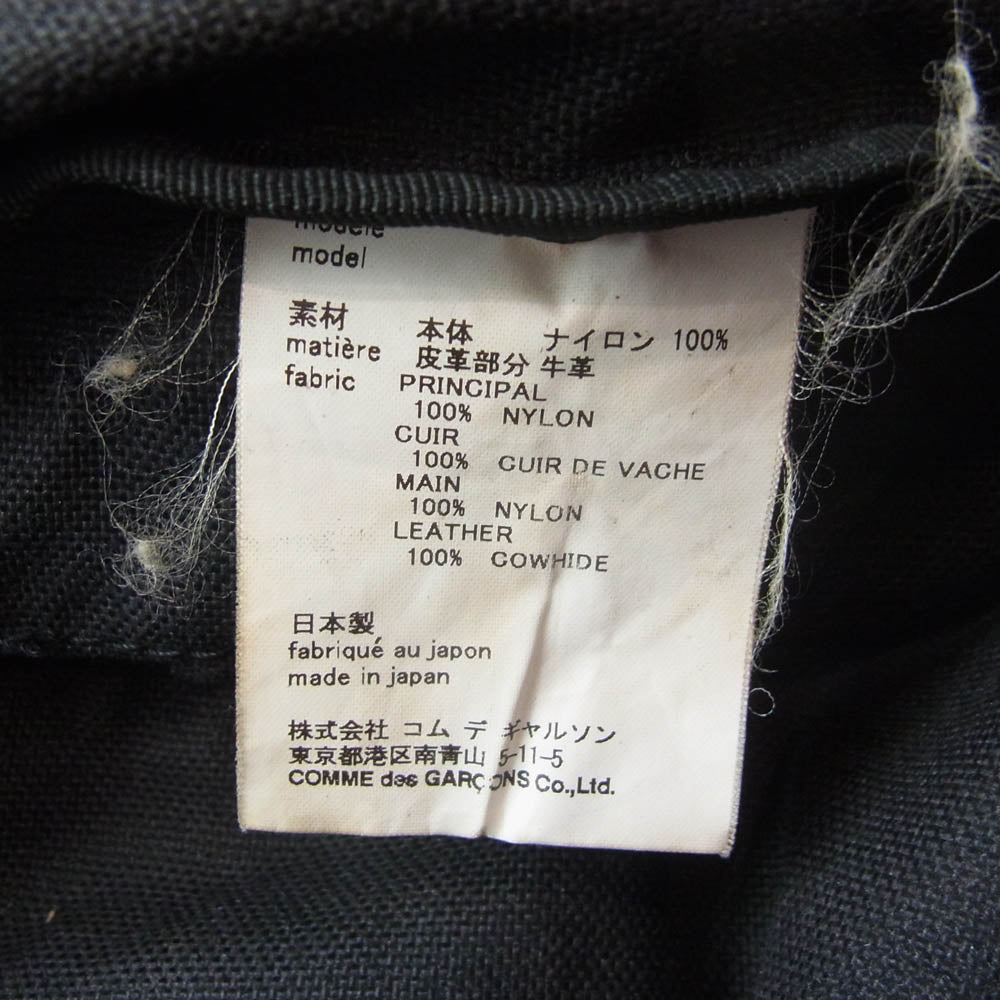 modèle
model
素材 本体 ナイロン 100%
matière 皮革部分 牛革
fabric PRINCIPAL
100% NYLON
CUIR
100% CUIR DE VACHE
MAIN
100% NYLON
LEATHER
100% COWHIDE
日本製
fabriqué au japon
made in japan
株式会社 コム デ ギャルソン
東京都港区南青山 5-11-5
COMME des GARÇONS Co.,Ltd.